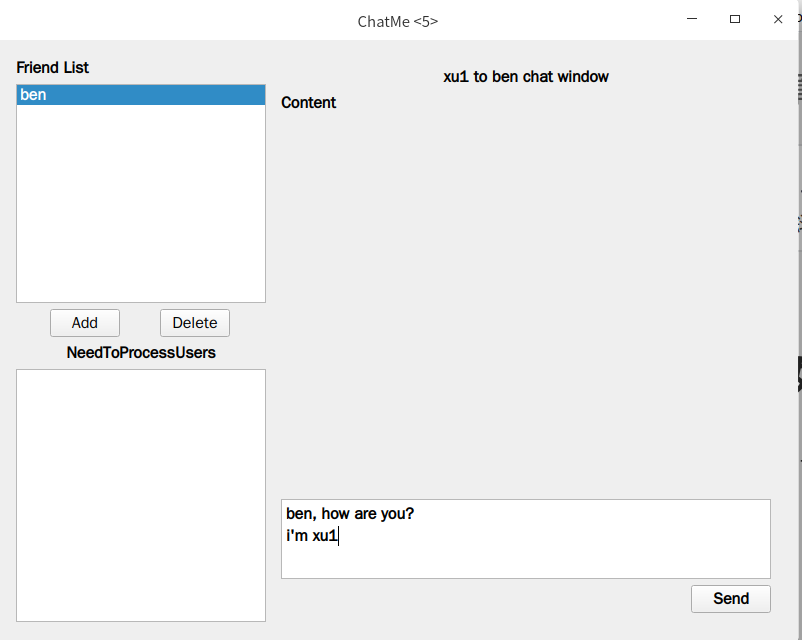 ChatMe <5>
Friend List
ben
Add
Delete
NeedToProcessUsers
xu1 to ben chat window
Content
ben, how are you?
i'm xu1
Send